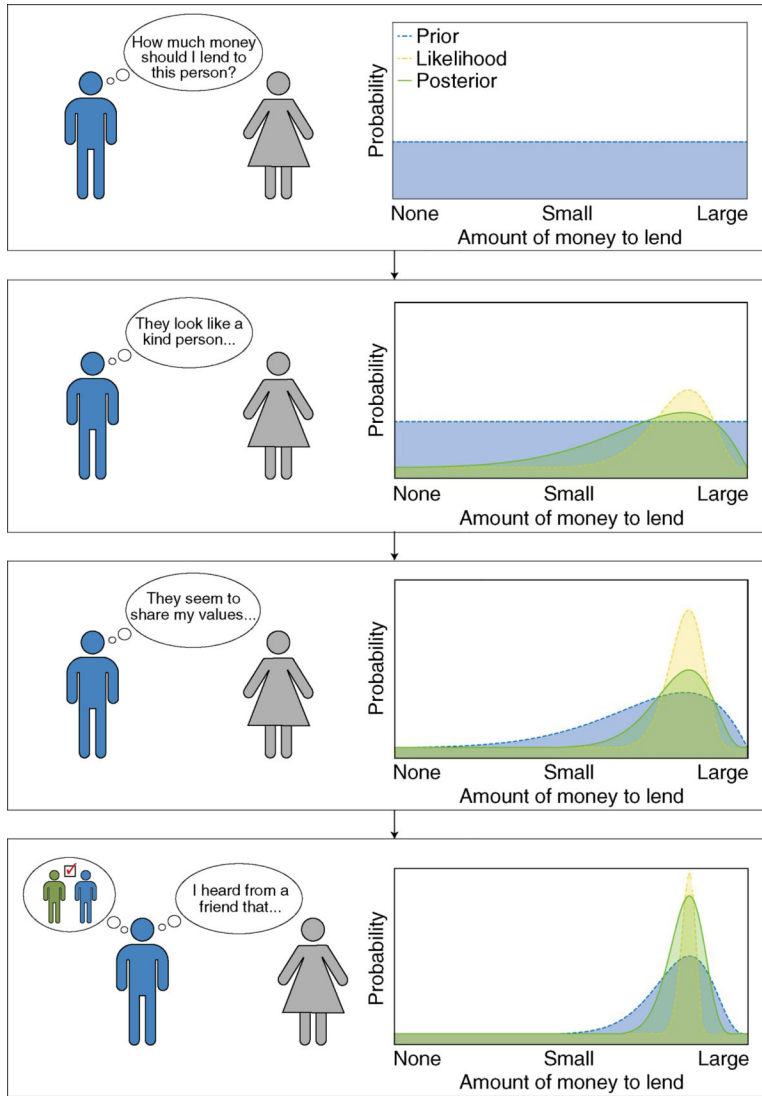 How much money
should I lend to
this person?
Prior
Likelihood
Posterior
Probability
None Small Large
Amount of money to lend
They look like a
kind person...
Probability
None Small Large
Amount of money to lend
They seem to
share my values...
Probability
None Small Large
Amount of money to lend
I heard from a
friend that...
Probability
None Small Large
Amount of money to lend